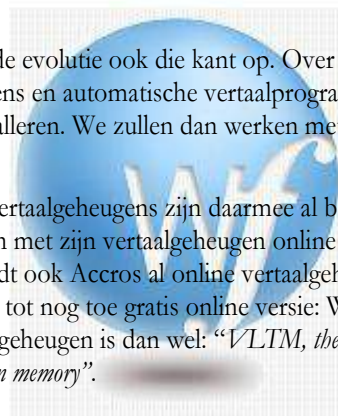 de evolutie ook die kant op. Over
ens en automatische vertaalprogra
alleren. We zullen dan werken me
ertaalgeheugens zijn daarmee al b
n met zijn vertaalgeheugen online
dt ook Accros al online vertaalgeh
tot nog toe gratis online versie: W
geheugen is dan wel: “VLTM, the
n memory”.
Wf